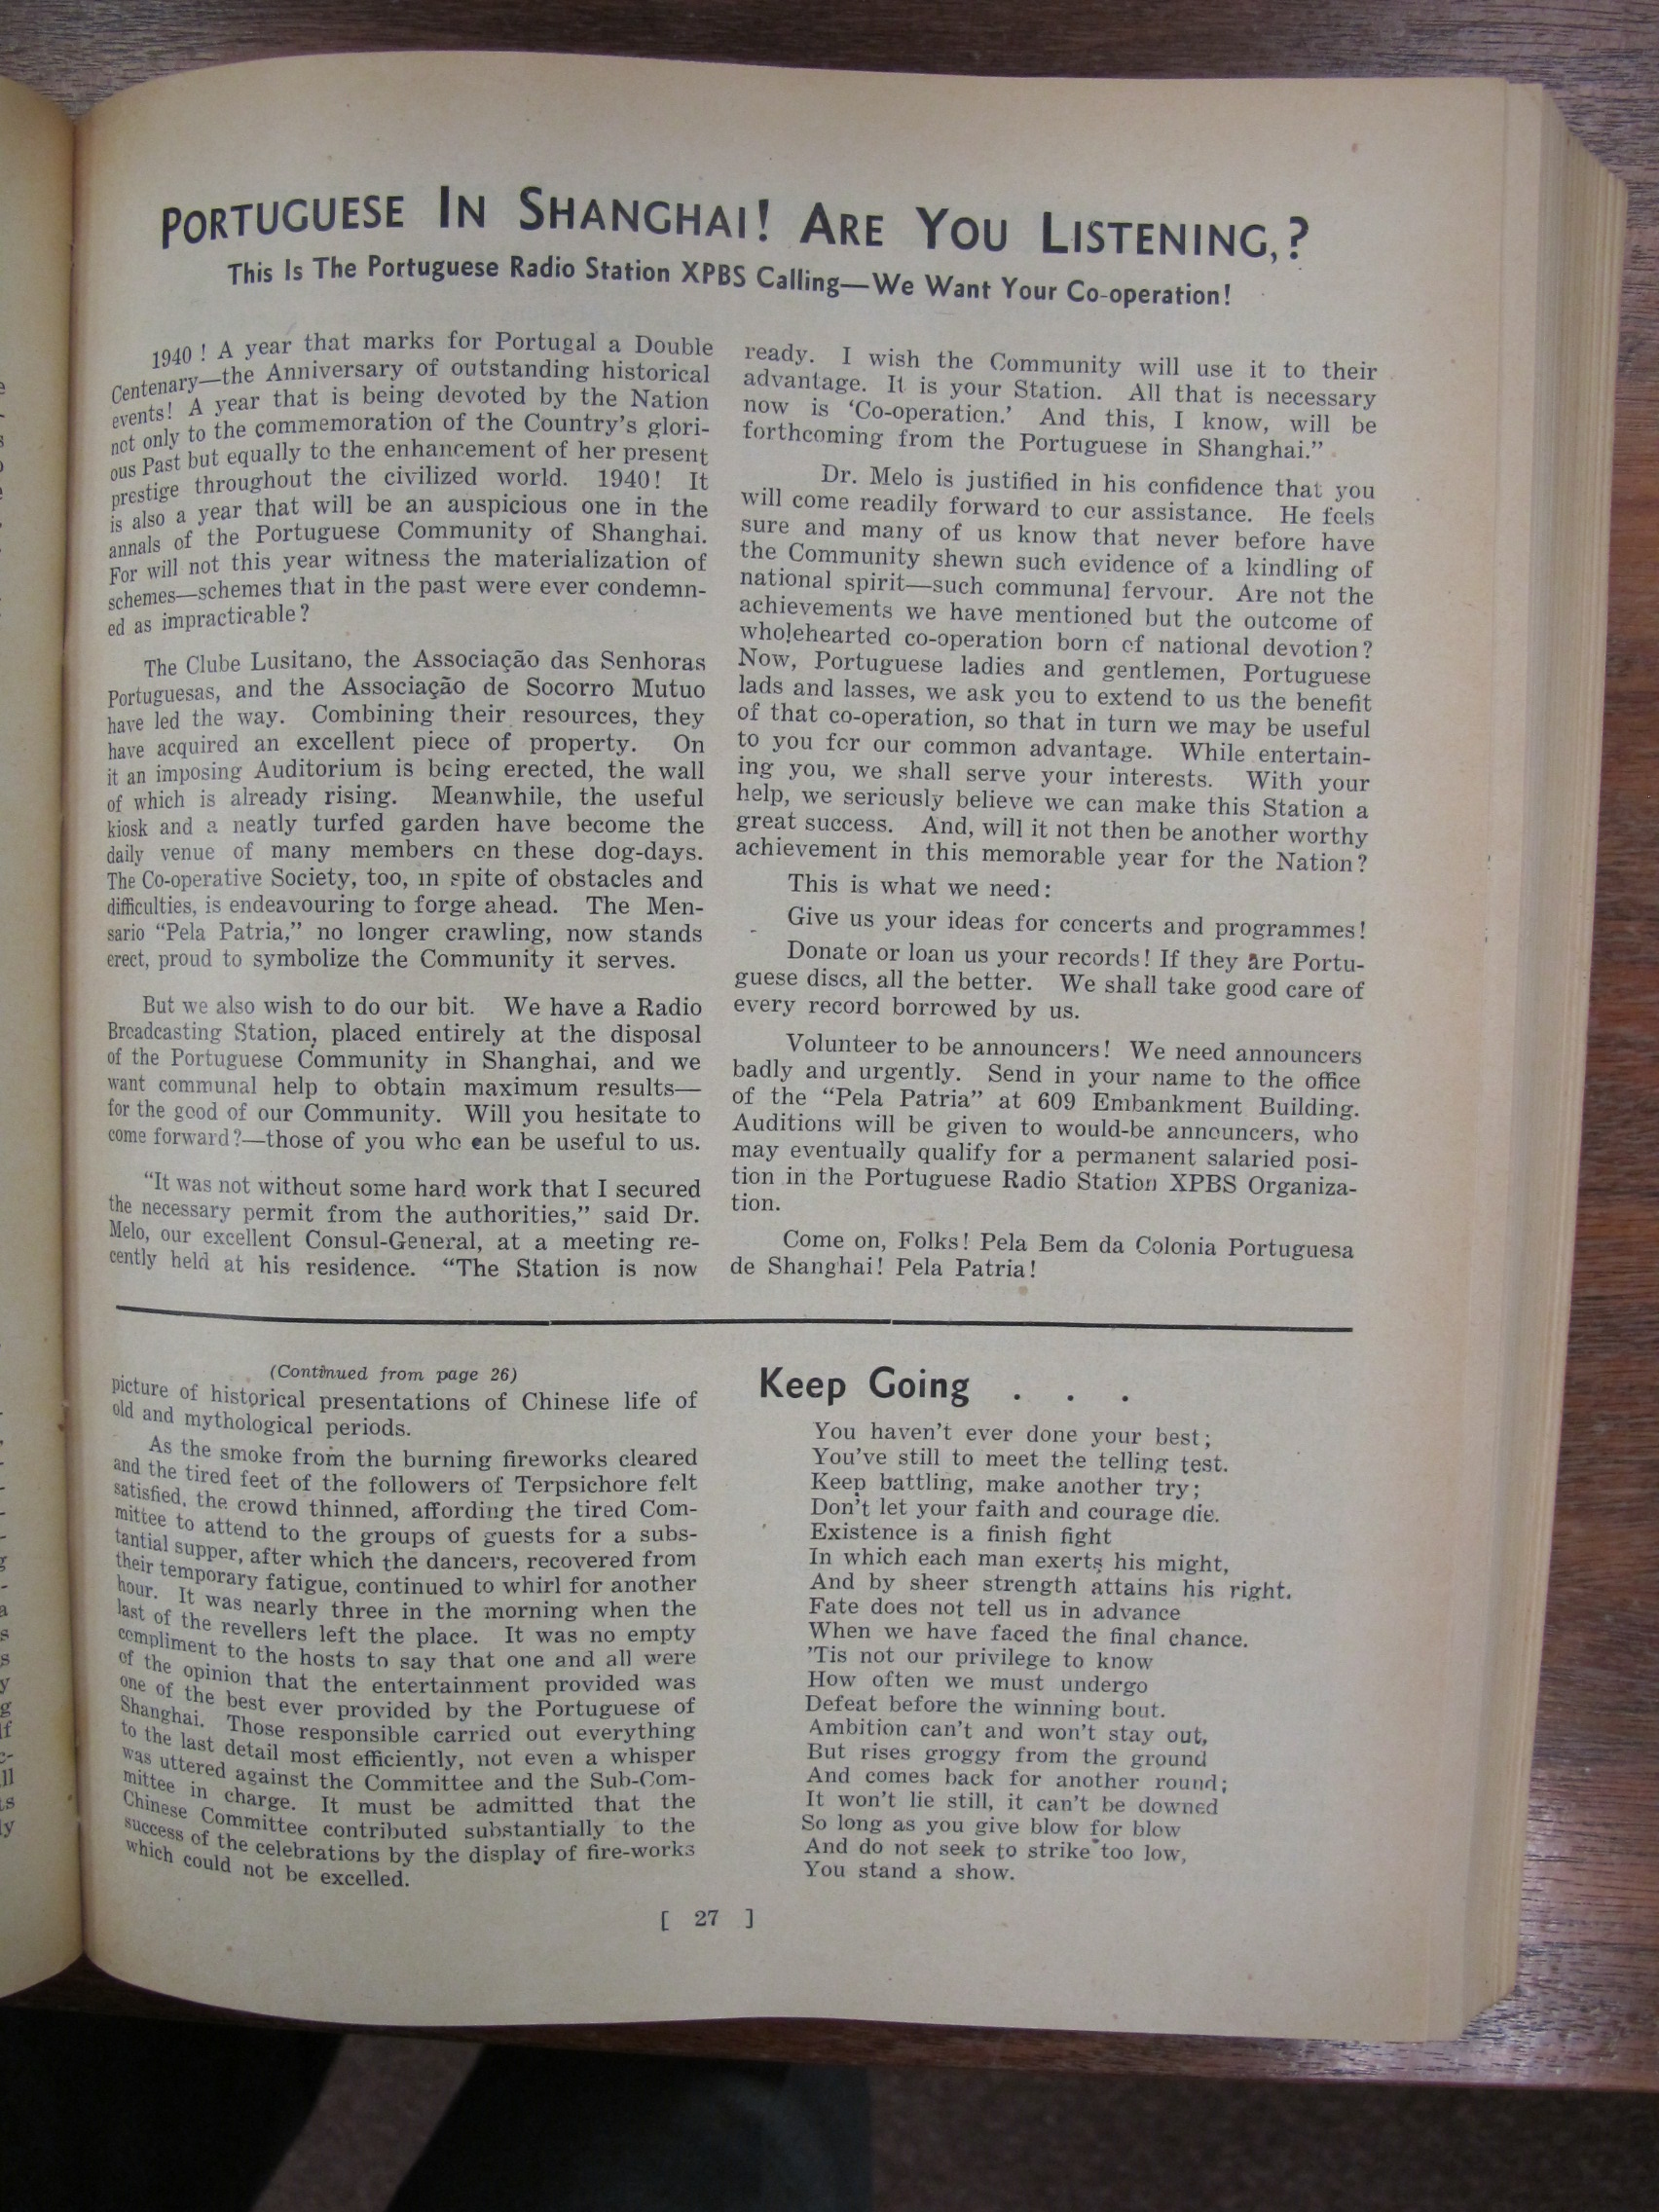 PORTUGUESE IN SHANGHAI! ARE YOU LISTENING,?
This Is The Portuguese Radio Station XPBS Calling—We Want Your Co-operation!
1940! A year that marks for Portugal a Double
Centenary—the Anniversary of outstanding historical
events! A year that is being devoted by the Nation
not only to the commemoration of the Country's glori-
ous Past but equally to the enhancement of her present
prestige throughout the civilized world. 1940! It
is also a year that will be an auspicious one in the
annals of the Portuguese Community of Shanghai.
For will not this year witness the materialization of
schemes—schemes that in the past were ever condemn-
ed as impracticable?
The Clube Lusitano, the Associação das Senhoras
Portuguesas, and the Associação de Socorro Mutuo
have led the way. Combining their resources, they
have acquired an excellent piece of property. On
it an imposing Auditorium is being erected, the wall
of which is already rising. Meanwhile, the useful
kiosk and a neatly turfed garden have become the
daily venue of many members on these dog-days.
The Co-operative Society, too, in spite of obstacles and
difficulties, is endeavouring to forge ahead. The Men-
sario "Pela Patria," no longer crawling, now stands
erect, proud to symbolize the Community it serves.
But we also wish to do our bit. We have a Radio
Broadcasting Station, placed entirely at the disposal
of the Portuguese Community in Shanghai, and we
want communal help to obtain maximum results—
for the good of our Community. Will you hesitate to
come forward?—those of you who can be useful to us.
"It was not without some hard work that I secured
the necessary permit from the authorities," said Dr.
Melo, our excellent Consul-General, at a meeting re-
cently held at his residence. "The Station is now
ready. I wish the Community will use it to their
advantage. It is your Station. All that is necessary
now is 'Co-operation.' And this, I know, will be
forthcoming from the Portuguese in Shanghai."
Dr. Melo is justified in his confidence that you
will come readily forward to our assistance. He feels
sure and many of us know that never before have
the Community shewn such evidence of a kindling of
national spirit—such communal fervour. Are not the
achievements we have mentioned but the outcome of
wholehearted co-operation born of national devotion?
Now, Portuguese ladies and gentlemen, Portuguese
lads and lasses, we ask you to extend to us the benefit
of that co-operation, so that in turn we may be useful
to you for our common advantage. While entertain-
ing you, we shall serve your interests. With your
help, we seriously believe we can make this Station a
great success. And, will it not then be another worthy
achievement in this memorable year for the Nation?
This is what we need:
Give us your ideas for concerts and programmes!
Donate or loan us your records! If they are Portu-
guese discs, all the better. We shall take good care of
every record borrowed by us.
Volunteer to be announcers! We need announcers
badly and urgently. Send in your name to the office
of the "Pela Patria" at 609 Embankment Building.
Auditions will be given to would-be announcers, who
may eventually qualify for a permanent salaried posi-
tion in the Portuguese Radio Station XPBS Organiza-
tion.
Come on, Folks! Pela Bem da Colonia Portuguesa
de Shanghai! Pela Patria!
(Continued from page 26)
picture of historical presentations of Chinese life of
old and mythological periods.
As the smoke from the burning fireworks cleared
and the tired feet of the followers of Terpsichore felt
satisfied, the crowd thinned, affording the tired Com-
mittee to attend to the groups of guests for a subs-
tantial supper, after which the dancers, recovered from
their temporary fatigue, continued to whirl for another
hour. It was nearly three in the morning when the
last of the revellers left the place. It was no empty
compliment to the hosts to say that one and all were
of the opinion that the entertainment provided was
one of the best ever provided by the Portuguese of
Shanghai. Those responsible carried out everything
to the last detail most efficiently, not even a whisper
was uttered against the Committee and the Sub-Com-
mittee in charge. It must be admitted that the
Chinese Committee contributed substantially to the
success of the celebrations by the display of fire-works
which could not be excelled.
Keep Going . . .
You haven't ever done your best;
You've still to meet the telling test.
Keep battling, make another try;
Don't let your faith and courage die.
Existence is a finish fight
In which each man exerts his might,
And by sheer strength attains his right.
Fate does not tell us in advance
When we have faced the final chance.
'Tis not our privilege to know
How often we must undergo
Defeat before the winning bout.
Ambition can't and won't stay out,
But rises groggy from the ground
And comes back for another round;
It won't lie still, it can't be downed
So long as you give blow for blow
And do not seek to strike too low,
You stand a show.
[ 27 ]